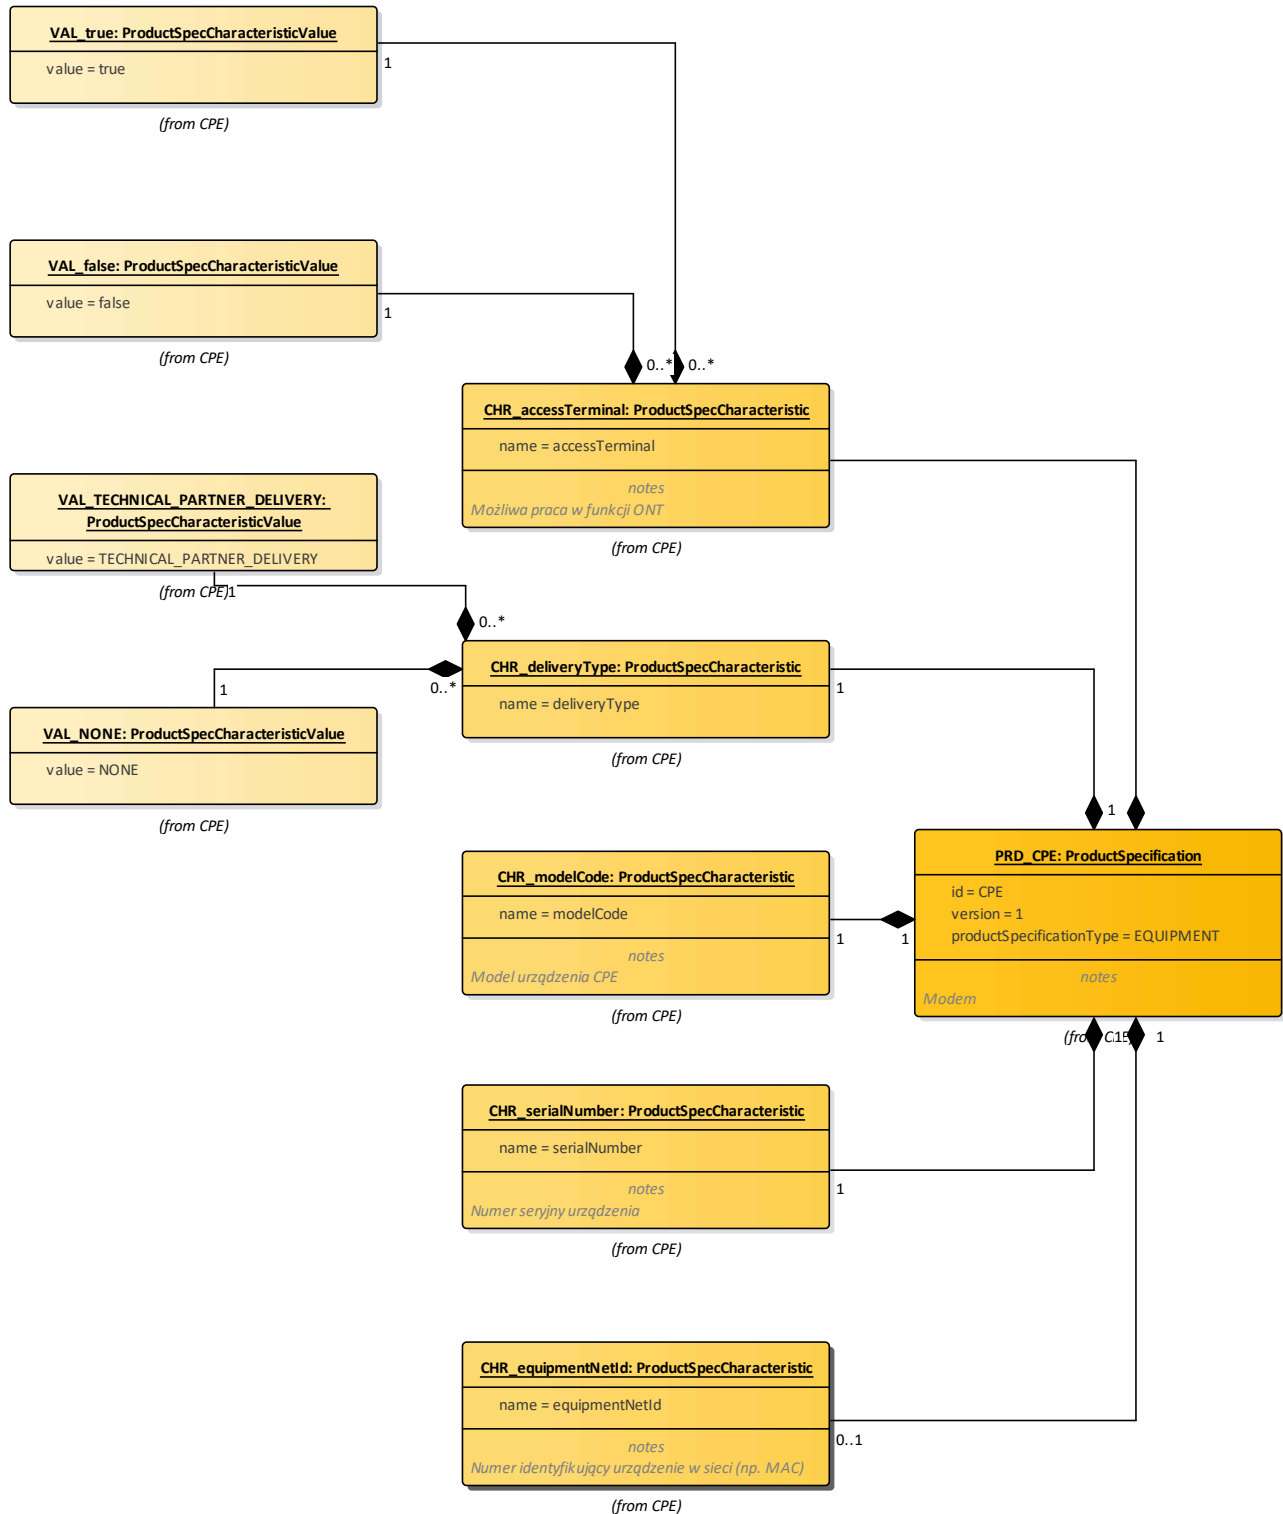 VAL_true: ProductSpecCharacteristicValue
value = true
1
(from CPE)
VAL_false: ProductSpecCharacteristicValue
value = false
1
(from CPE)
0..*
0..*
CHR_accessTerminal: ProductSpecCharacteristic
name = accessTerminal
notes
Możliwa praca w funkcji ONT
(from CPE)
VAL_TECHNICAL_PARTNER_DELIVERY:
ProductSpecCharacteristicValue
value = TECHNICAL_PARTNER_DELIVERY
(from CPE)
1
0..*
CHR_deliveryType: ProductSpecCharacteristic
name = deliveryType
0..*
1
1
(from CPE)
VAL_NONE: ProductSpecCharacteristicValue
value = NONE
(from CPE)
1
PRD_CPE: ProductSpecification
id = CPE
version = 1
productSpecificationType = EQUIPMENT
notes
Modem
(from CPE)
1
1
CHR_modelCode: ProductSpecCharacteristic
name = modelCode
1
1
notes
Model urządzenia CPE
(from CPE)
CHR_serialNumber: ProductSpecCharacteristic
name = serialNumber
1
notes
Numer seryjny urządzenia
(from CPE)
CHR_equipmentNetId: ProductSpecCharacteristic
name = equipmentNetId
0..1
notes
Numer identyfikujący urządzenie w sieci (np. MAC)
(from CPE)